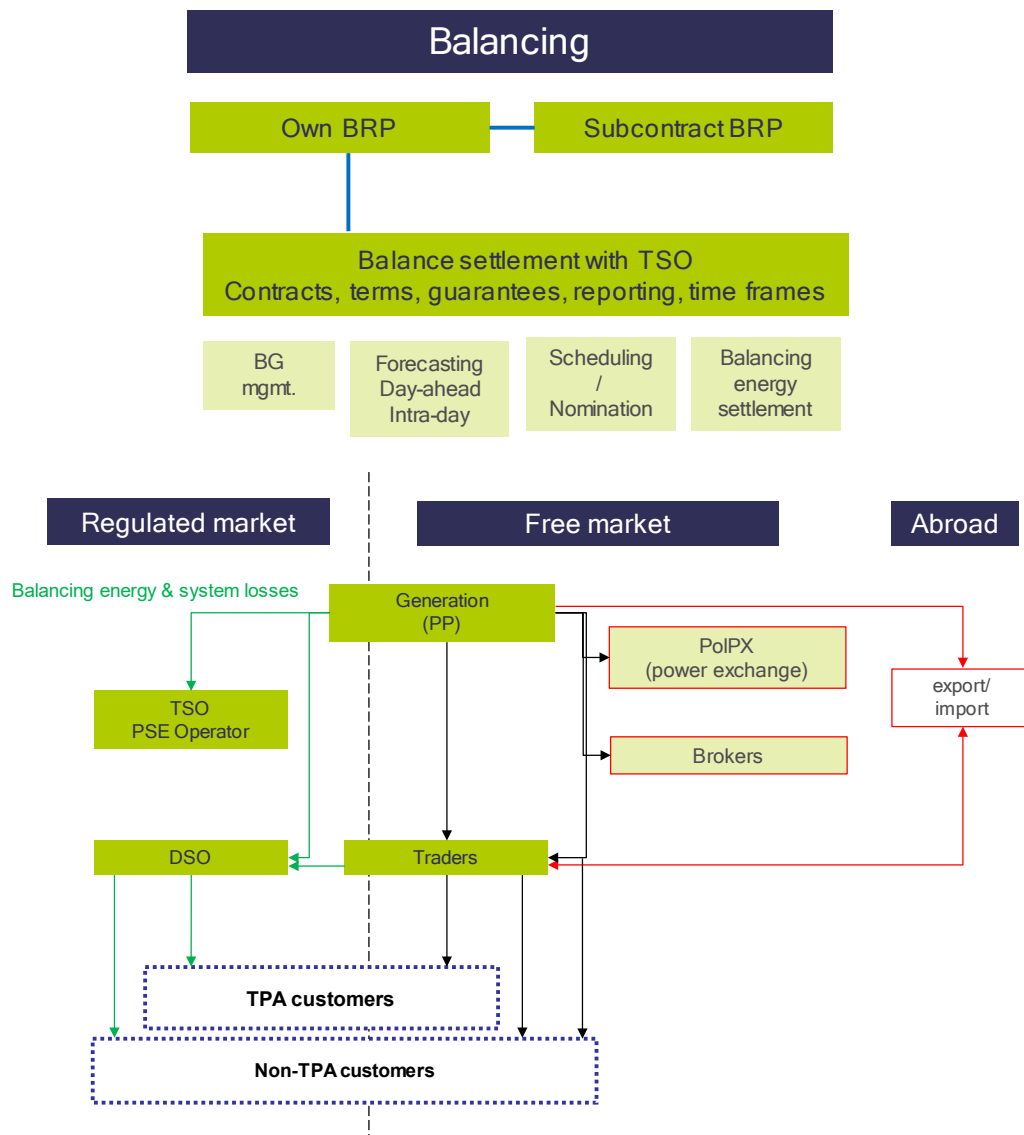 Balancing
Own BRP
Subcontract BRP
Balance settlement with TSO
Contracts, terms, guarantees, reporting, time frames
BG
mgmt.
Forecasting
Day-ahead
Intra-day
Scheduling
/
Nomination
Balancing
energy
settlement
Regulated market
Free market
Abroad
Balancing energy & system losses
Generation
(PP)
PolPX
(power exchange)
export/
import
TSO
PSE Operator
Brokers
DSO
Traders
TPA customers
Non-TPA customers